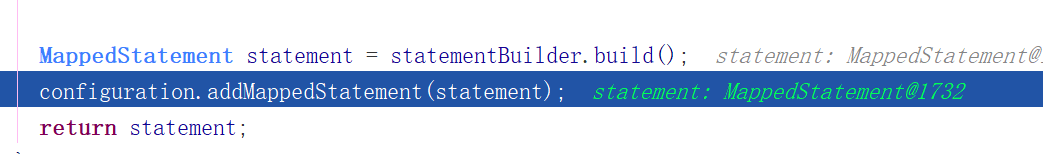 MappedStatement statement = statementBuilder.build(); statement: MappedStatement@
configuration.addMappedStatement(statement); statement: MappedStatement@1732
return statement;